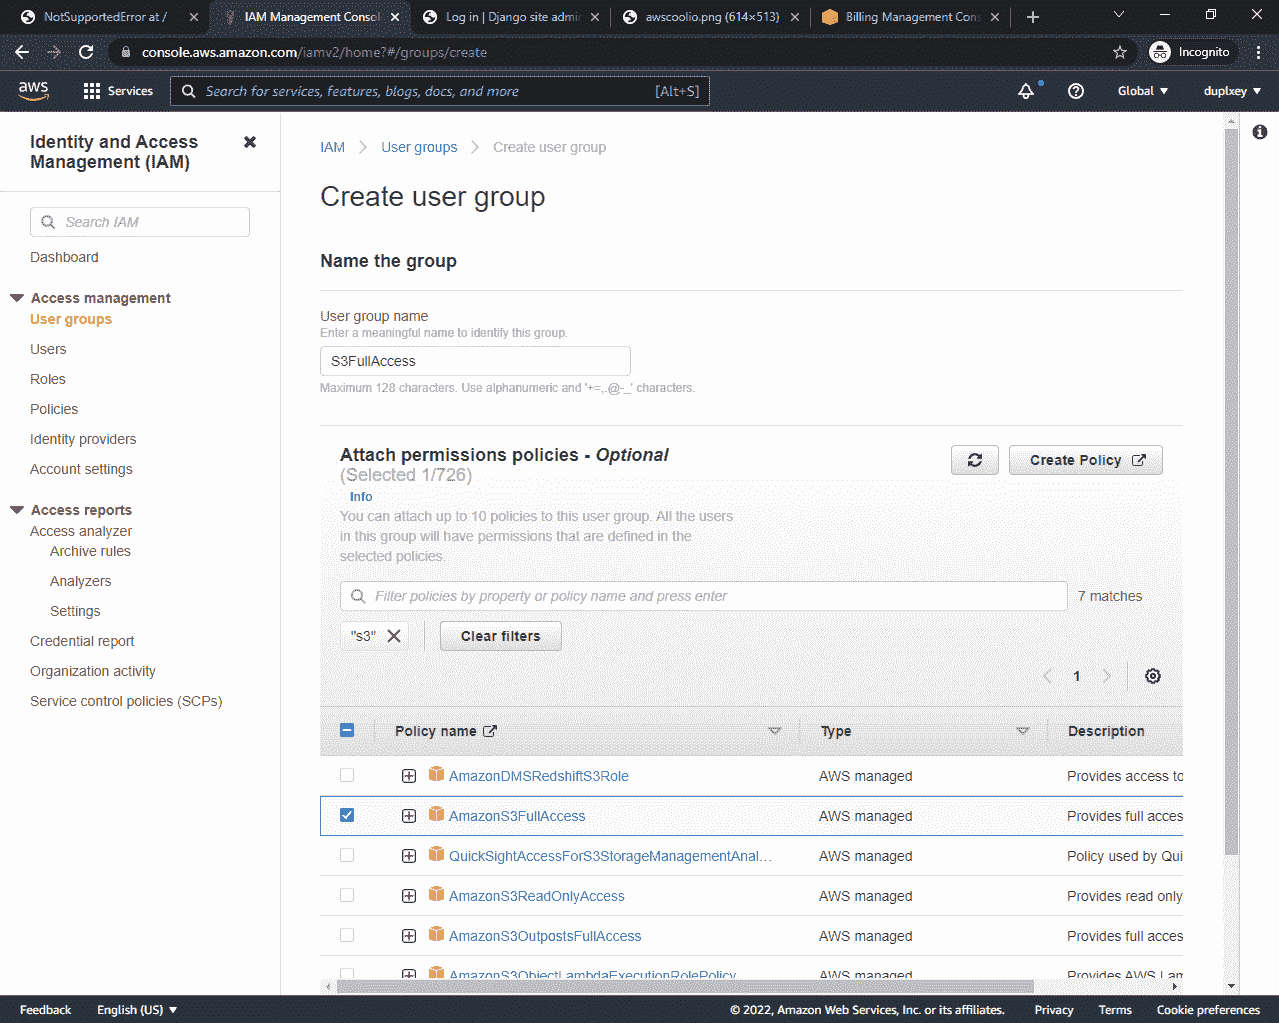 NotSupportedError at /
IAM Management Consol
Log in | Django site admin
awscoolio.png (614×513)
Billing Management Cons
console.aws.amazon.com/iamv2/home?#/groups/create
Incognito
aws
Services
Search for services, features, blogs, docs, and more
[Alt+S]
Global
duplxey
Identity and Access
Management (IAM)
Search IAM
Dashboard
Access management
User groups
Users
Roles
Policies
Identity providers
Account settings
Access reports
Access analyzer
Archive rules
Analyzers
Settings
Credential report
Organization activity
Service control policies (SCPs)
IAM
User groups
Create user group
Create user group
Name the group
User group name
Enter a meaningful name to identify this group.
S3FullAccess
Maximum 128 characters. Use alphanumeric and '+=,.@-_' characters.
Attach permissions policies - Optional
(Selected 1/726)
Info
You can attach up to 10 policies to this user group. All the users
in this group will have permissions that are defined in the
selected policies.
Create Policy
Filter policies by property or policy name and press enter
7 matches
"s3"
Clear filters
1
Policy name
Type
Description
AmazonDMSRedshiftS3Role
AWS managed
Provides access to
AmazonS3FullAccess
AWS managed
Provides full acces
QuickSightAccessForS3StorageManagementAnal...
AWS managed
Policy used by Qui
AmazonS3ReadOnlyAccess
AWS managed
Provides read only
AmazonS3OutpostsFullAccess
AWS managed
Provides full acces
AmazonS3ObjectLambdaExecutionRolePolicy
AWS managed
Provides AWS Lam
Feedback
English (US)
© 2022, Amazon Web Services, Inc. or its affiliates.
Privacy
Terms
Cookie preferences